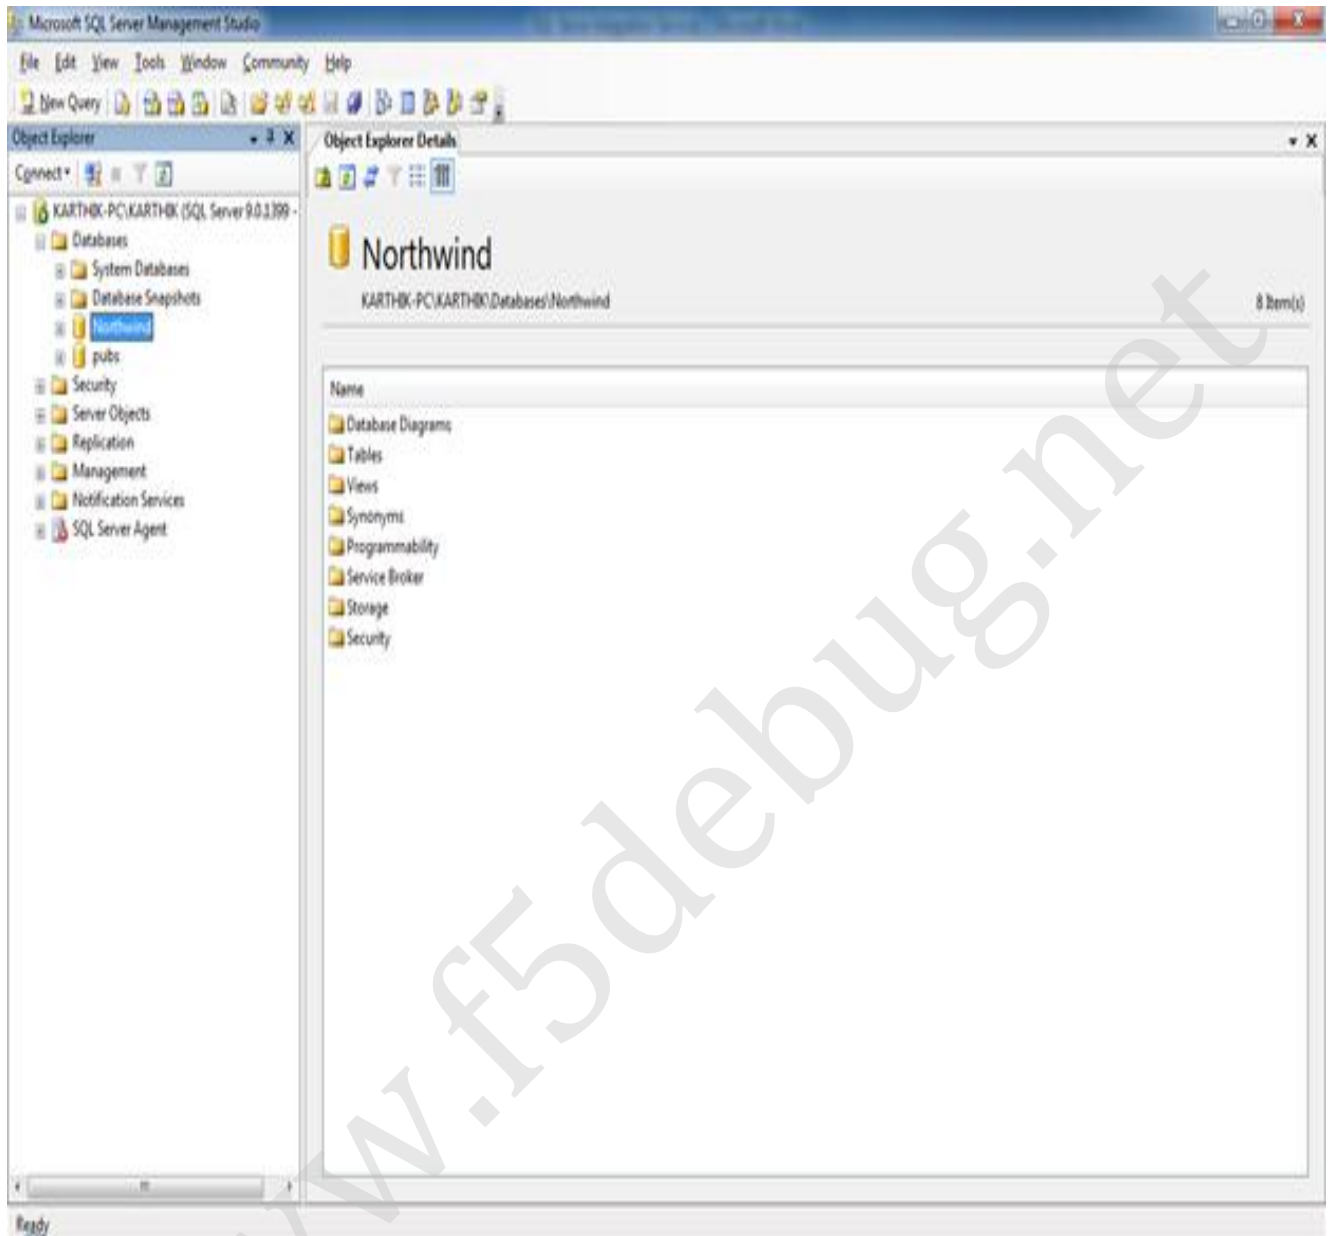 Microsoft SQL Server Management Studio
File Edit View Tools Window Community Help
New Query
Object Explorer
Connect
KARTHIK-PC\KARTHIK (SQL Server 9.0.1399 -
Databases
System Databases
Database Snapshots
Northwind
pubs
Security
Server Objects
Replication
Management
Notification Services
SQL Server Agent
Object Explorer Details
Northwind
KARTHIK-PC\KARTHIK\Databases\Northwind
8 Item(s)
Name
Database Diagrams
Tables
Views
Synonyms
Programmability
Service Broker
Storage
Security
Ready
w.f5debug.net